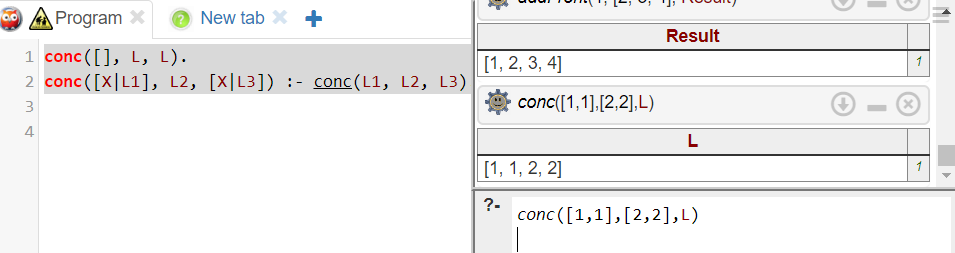 Program
New tab
1 conc([], L, L).
2 conc([X|L1], L2, [X|L3]) :- conc(L1, L2, L3)
3
4
Result
[1, 2, 3, 4] 1
conc([1,1],[2,2],L)
L
[1, 1, 2, 2] 1
?- conc([1,1],[2,2],L)